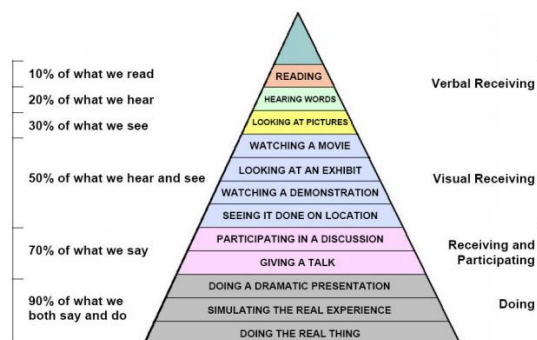 10% of what we read
READING
Verbal Receiving
20% of what we hear
HEARING WORDS
30% of what we see
LOOKING AT PICTURES
WATCHING A MOVIE
50% of what we hear and see
LOOKING AT AN EXHIBIT
Visual Receiving
WATCHING A DEMONSTRATION
SEEING IT DONE ON LOCATION
70% of what we say
PARTICIPATING IN A DISCUSSION
Receiving and
Participating
GIVING A TALK
DOING A DRAMATIC PRESENTATION
90% of what we
both say and do
SIMULATING THE REAL EXPERIENCE
Doing
DOING THE REAL THING